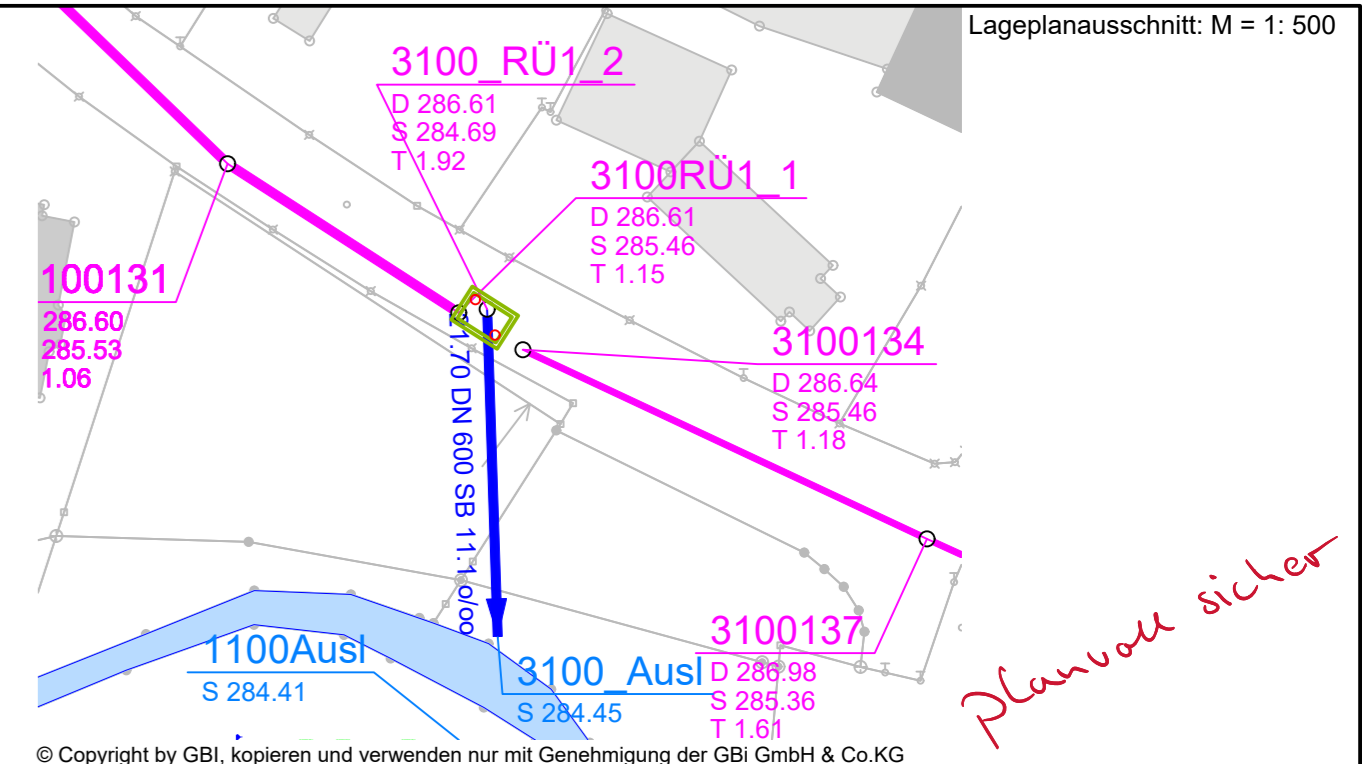 Lageplanausschnitt: M = 1: 500
3100_RÜ1_2
D 286.61
S 284.69
T 1.92
3100RÜ1_1
D 286.61
S 285.46
T 1.15
100131
286.60
285.53
1.06
3100134
D 286.64
S 285.46
T 1.18
1.70 DN 600 SB 11.1 o/oo
3100137
D 286.98
S 285.36
T 1.61
1100Ausl
S 284.41
3100_Ausl
S 284.45
planvoll sicher
© Copyright by GBI, kopieren und verwenden nur mit Genehmigung der GBi GmbH & Co.KG